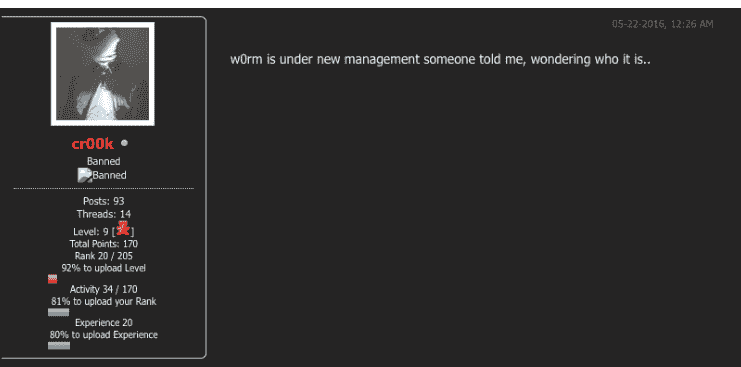 05-22-2016, 12:26 AM
w0rm is under new management someone told me, wondering who it is..
cr00k
Banned
Banned
Posts: 93
Threads: 14
Level: 9 [ ]
Total Points: 170
Rank 20 / 205
92% to upload Level
Activity 34 / 170
81% to upload your Rank
Experience 20
80% to upload Experience